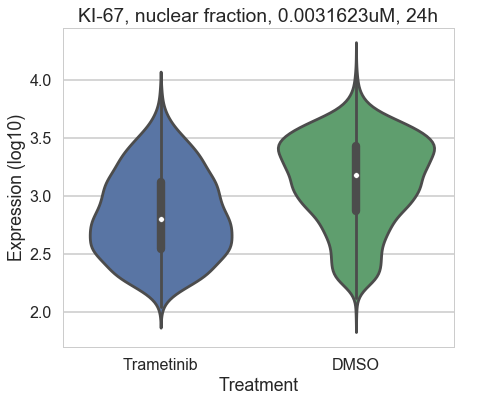 KI-67, nuclear fraction, 0.0031623uM, 24h
Expression (log10)
4.0
3.5
3.0
2.5
2.0
Trametinib
DMSO
Treatment